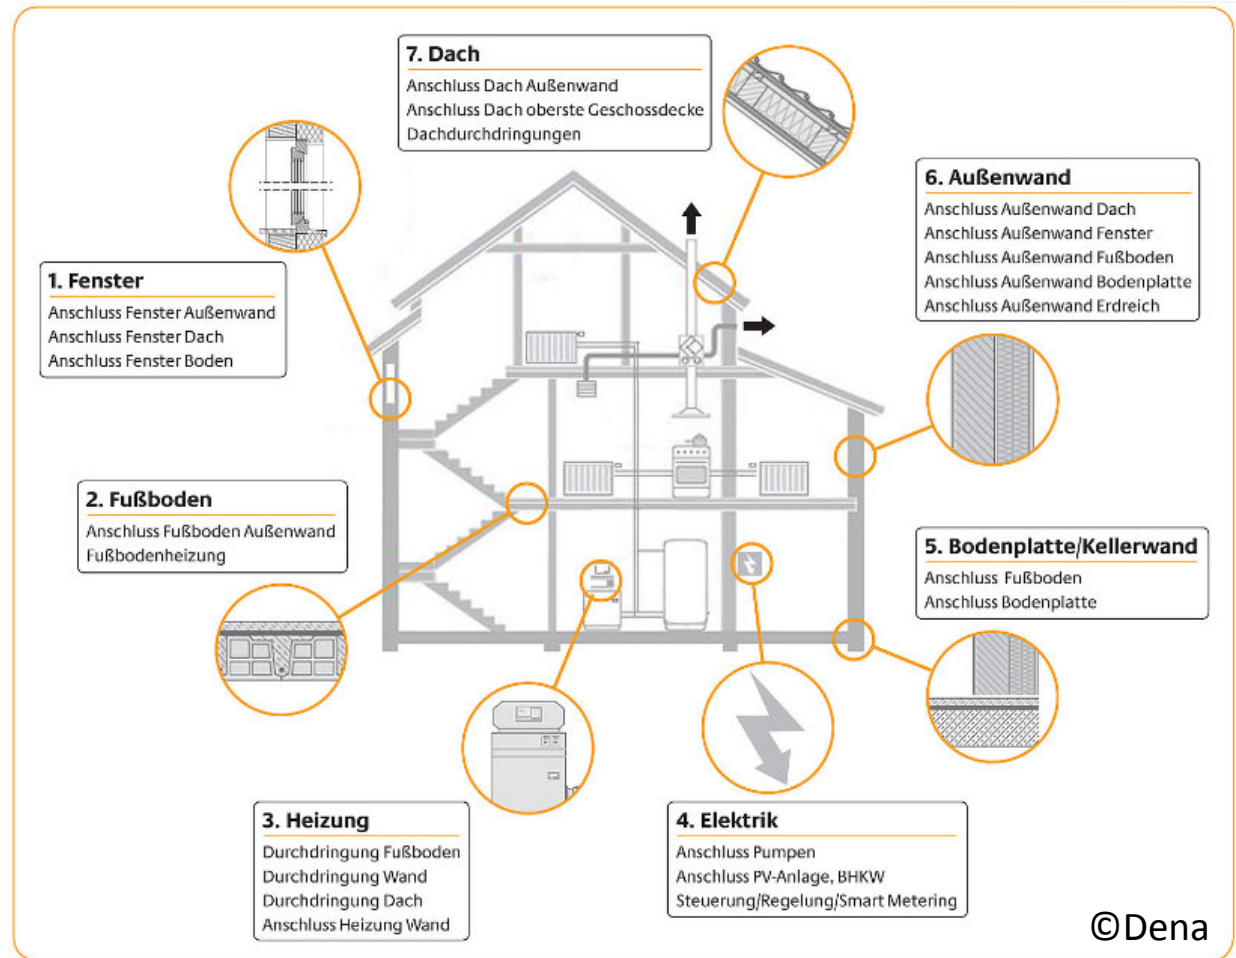 7. Dach
Anschluss Dach Außenwand
Anschluss Dach oberste Geschossdecke
Dachdurchdringungen
6. Außenwand
Anschluss Außenwand Dach
Anschluss Außenwand Fenster
Anschluss Außenwand Fußboden
Anschluss Außenwand Bodenplatte
Anschluss Außenwand Erdreich
1. Fenster
Anschluss Fenster Außenwand
Anschluss Fenster Dach
Anschluss Fenster Boden
2. Fußboden
Anschluss Fußboden Außenwand
Fußbodenheizung
5. Bodenplatte/Kellerwand
Anschluss Fußboden
Anschluss Bodenplatte
3. Heizung
Durchdringung Fußboden
Durchdringung Wand
Durchdringung Dach
Anschluss Heizung Wand
4. Elektrik
Anschluss Pumpen
Anschluss PV-Anlage, BHKW
Steuerung/Regelung/Smart Metering
©Dena